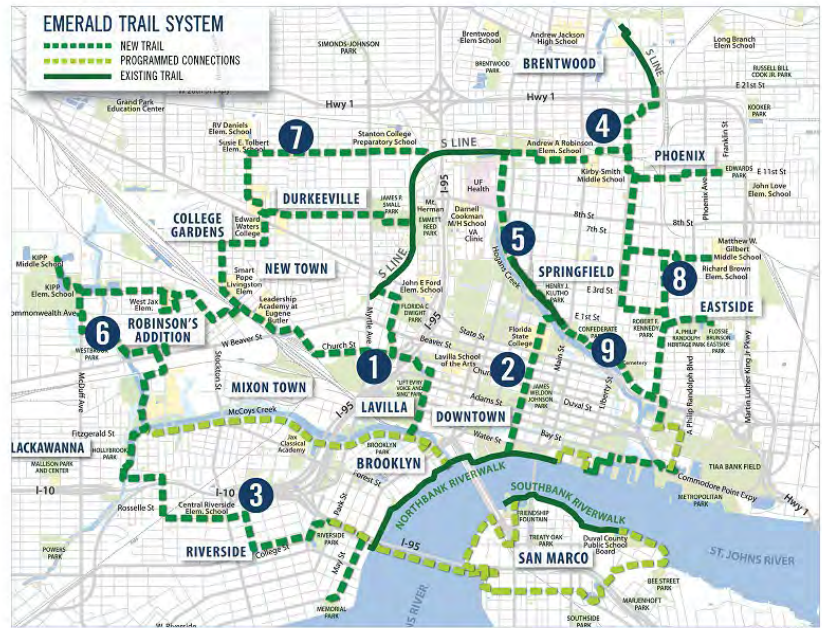 EMERALD TRAIL SYSTEM
NEW TRAIL
PROGRAMMED CONNECTIONS
EXISTING TRAIL
SIMONDS-JOHNSON
PARK
Brentwood
Elem School
Andrew Jackson
High School
BRENTWOOD
BRENTWOOD
PARK
S LINE
Long Branch
Elem School
RUSSELL BILL
COOK JR. PARK
E 21st St
KOOKER
PARK
Grand Park
Education Center
Hwy 1
Hwy 1
RV Daniels
Elem. School
Susie E. Tolbert
Elem. School
7
Stanton College
Preparatory School
S LINE
Andrew A Robinson
Elem. School
4
PHOENIX
Franklin St
Kirby-Smith
Middle School
EDWARDS
PARK
E 11st St
John Love
Elem. School
Phoenix Ave
I-95
UF
Health
DURKEEVILLE
JAMES P.
SMALL
PARK
Mt.
Herman
EMMETT
REED
PARK
Darnell
Cookman
M/H School
VA
Clinic
8th St
7th St
8th St
COLLEGE
GARDENS
Edward
Waters
College
5
Hogans Creek
Matthew W.
Gilbert
Middle School
KIPP
Middle School
NEW TOWN
S LINE
SPRINGFIELD
8
Richard Brown
Elem. School
KIPP
Elem. School
Smart
Pope
Livingston
Elem
John E Ford
Elem. School
HENRY J.
KLUTHO
PARK
E 3rd St
EASTSIDE
ommonwealth Ave
West Jax
Elem.
Leadership
Academy at
Eugene
Butler
Myrtle Ave
FLORIDA C
DWIGHT
PARK
I-95
E 1st St
ROBERT F.
KENNEDY
PARK
ROBINSON'S
ADDITION
6
WESTBROOK
PARK
W Beaver St
Church St
1
Beaver St
State St
Florida
State
College
CONFEDERATE
PARK
9
A. PHILIP
RANDOLPH
HERITAGE PARK
FLOSSIE
BRUNSON
EASTSIDE
PARK
Cemetery
Lavilla School
of the Arts
2
Main St
Liberty St
McDuff Ave
Stockton St
MIXON TOWN
"LIFT EV'RY
VOICE AND
SING" PARK
LAVILLA
Adams St
JAMES
WELDON
JOHNSON
PARK
Duval St
A Philip Randolph Blvd
Martin Luther King Jr Pkwy
DOWNTOWN
McCoys Creek
I-95
Water St
Bay St
Fitzgerald St
LACKAWANNA
HOLLYBROOK
PARK
Jax
Classical
Academy
BROOKLYN
PARK
BROOKLYN
TIAA BANK FIELD
MALLISON PARK
AND CENTER
I-10
I-10
3
Forest St
NORTHBANK RIVERWALK
SOUTHBANK RIVERWALK
Commodore Point Expy
METROPOLITAN
PARK
Hwy 1
Rosselle St
Central Riverside
Elem. School
Park St
FRIENDSHIP
FOUNTAIN
RIVERSIDE
College St
RIVERSIDE
PARK
May St
I-95
TREATY OAK
PARK
Duval County
Public School
Board
SAN MARCO
ST. JOHNS RIVER
POWERS
PARK
BEE STREET
PARK
MARJENHOFT
PARK
MEMORIAL
PARK
SOUTHSIDE
PARK
W. Riverside
NS RIVER